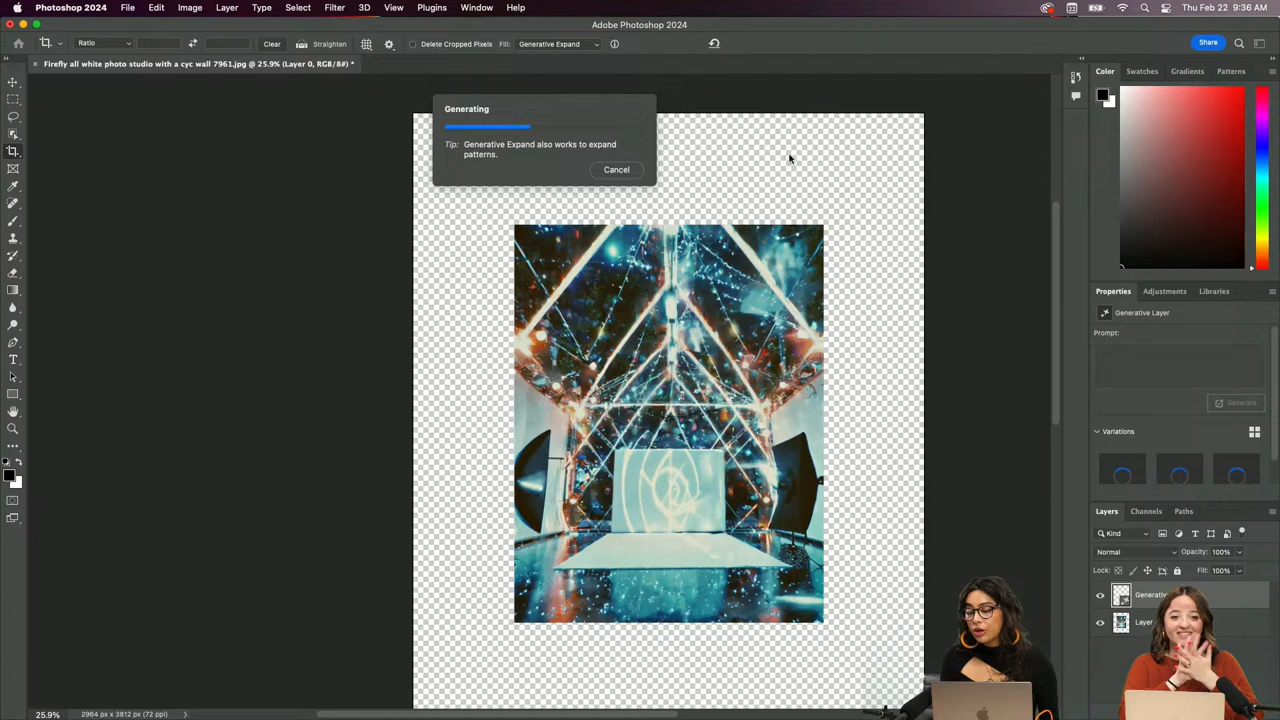 Photoshop 2024 File Edit Image Layer Type Select Filter 3D View Plugins Window Help Thu Feb 22 9:36 AM
Adobe Photoshop 2024
Ratio Clear Straighten Delete Cropped Pixels Fill: Generative Expand Share
Firefly all white photo studio with a cyc wall 7961.jpg @ 25.9% (Layer 0, RGB/8#) *
Color Swatches Gradients Patterns
Generating
Tip: Generative Expand also works to expand
patterns.
Cancel
Properties Adjustments Libraries
Generative Layer
Prompt:
Generate
Variations
Layers Channels Paths
Kind
Normal Opacity: 100%
Lock: Fill: 100%
Generativ
Layer
25.9% 2964 px x 3812 px (72 ppi)